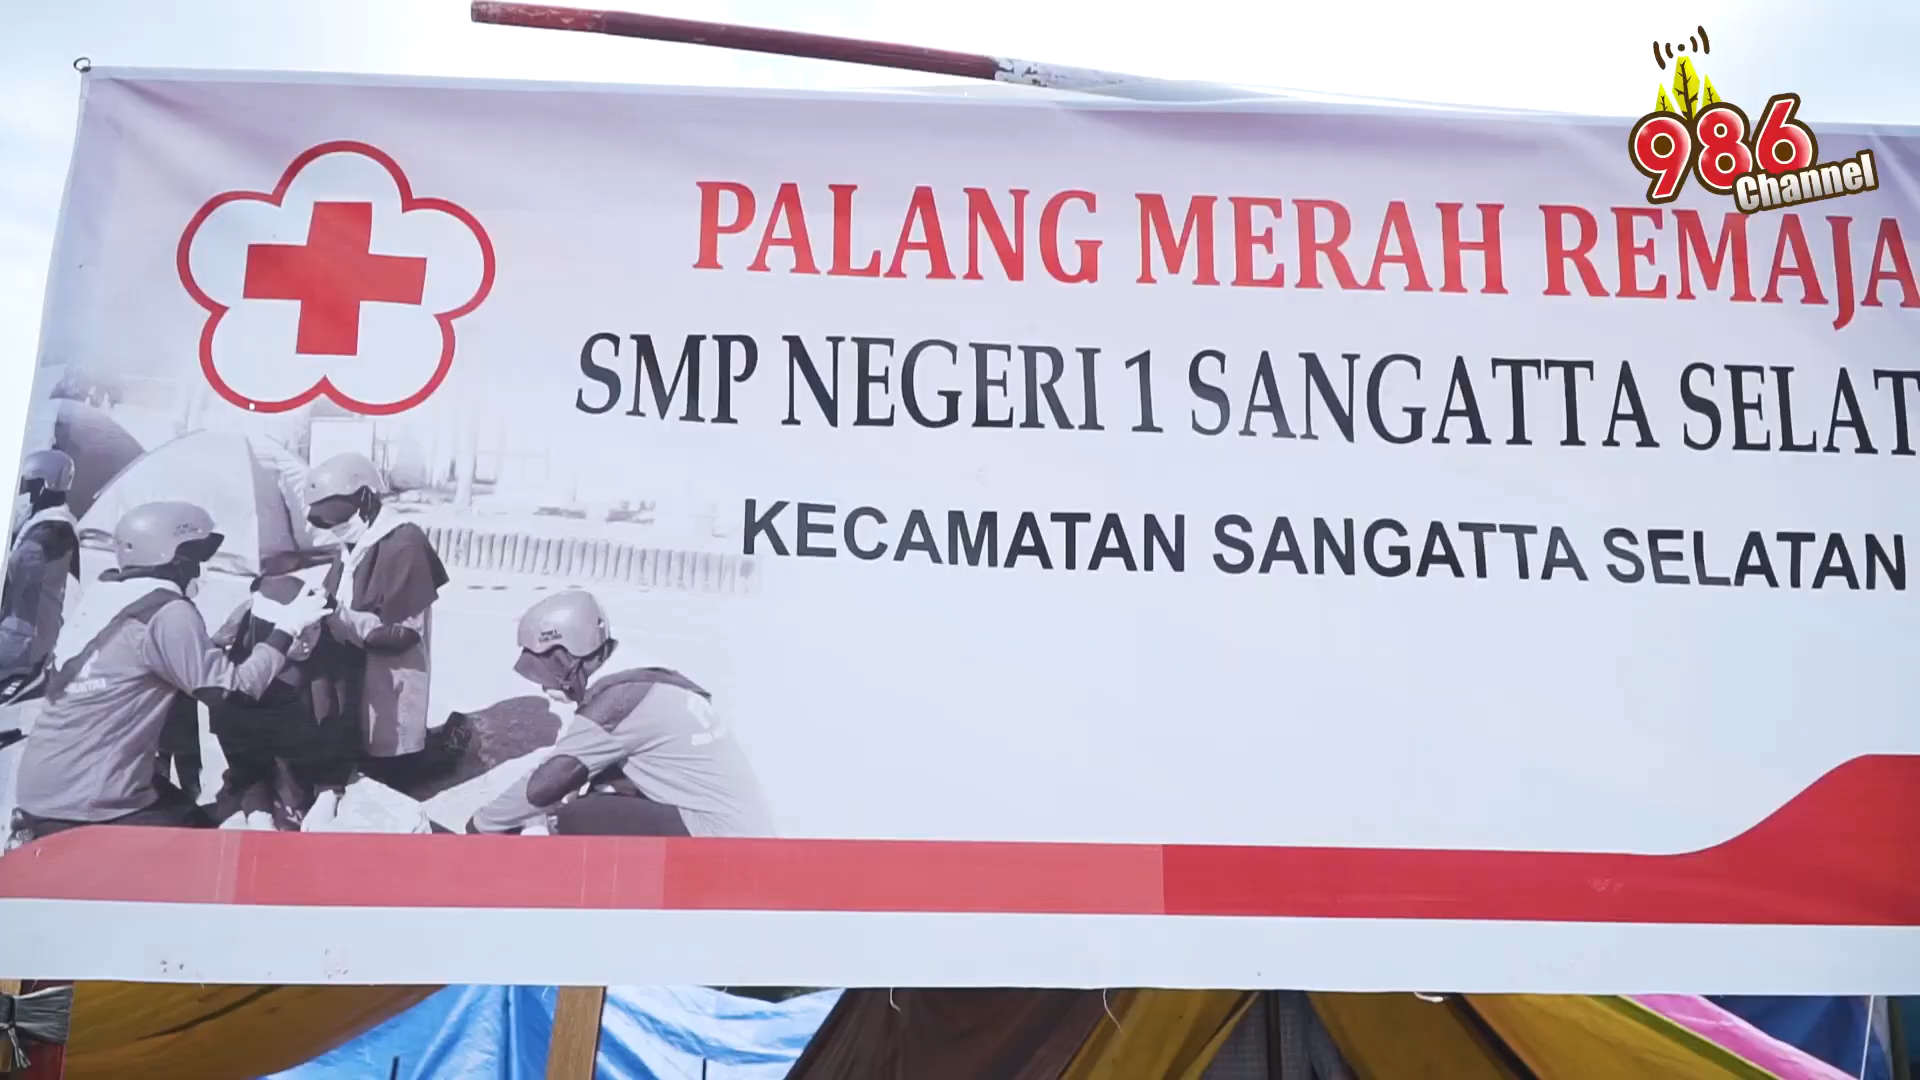 986
Channel
PALANG MERAH REMAJA
SMP NEGERI 1 SANGATTA SELAT
KECAMATAN SANGATTA SELATAN